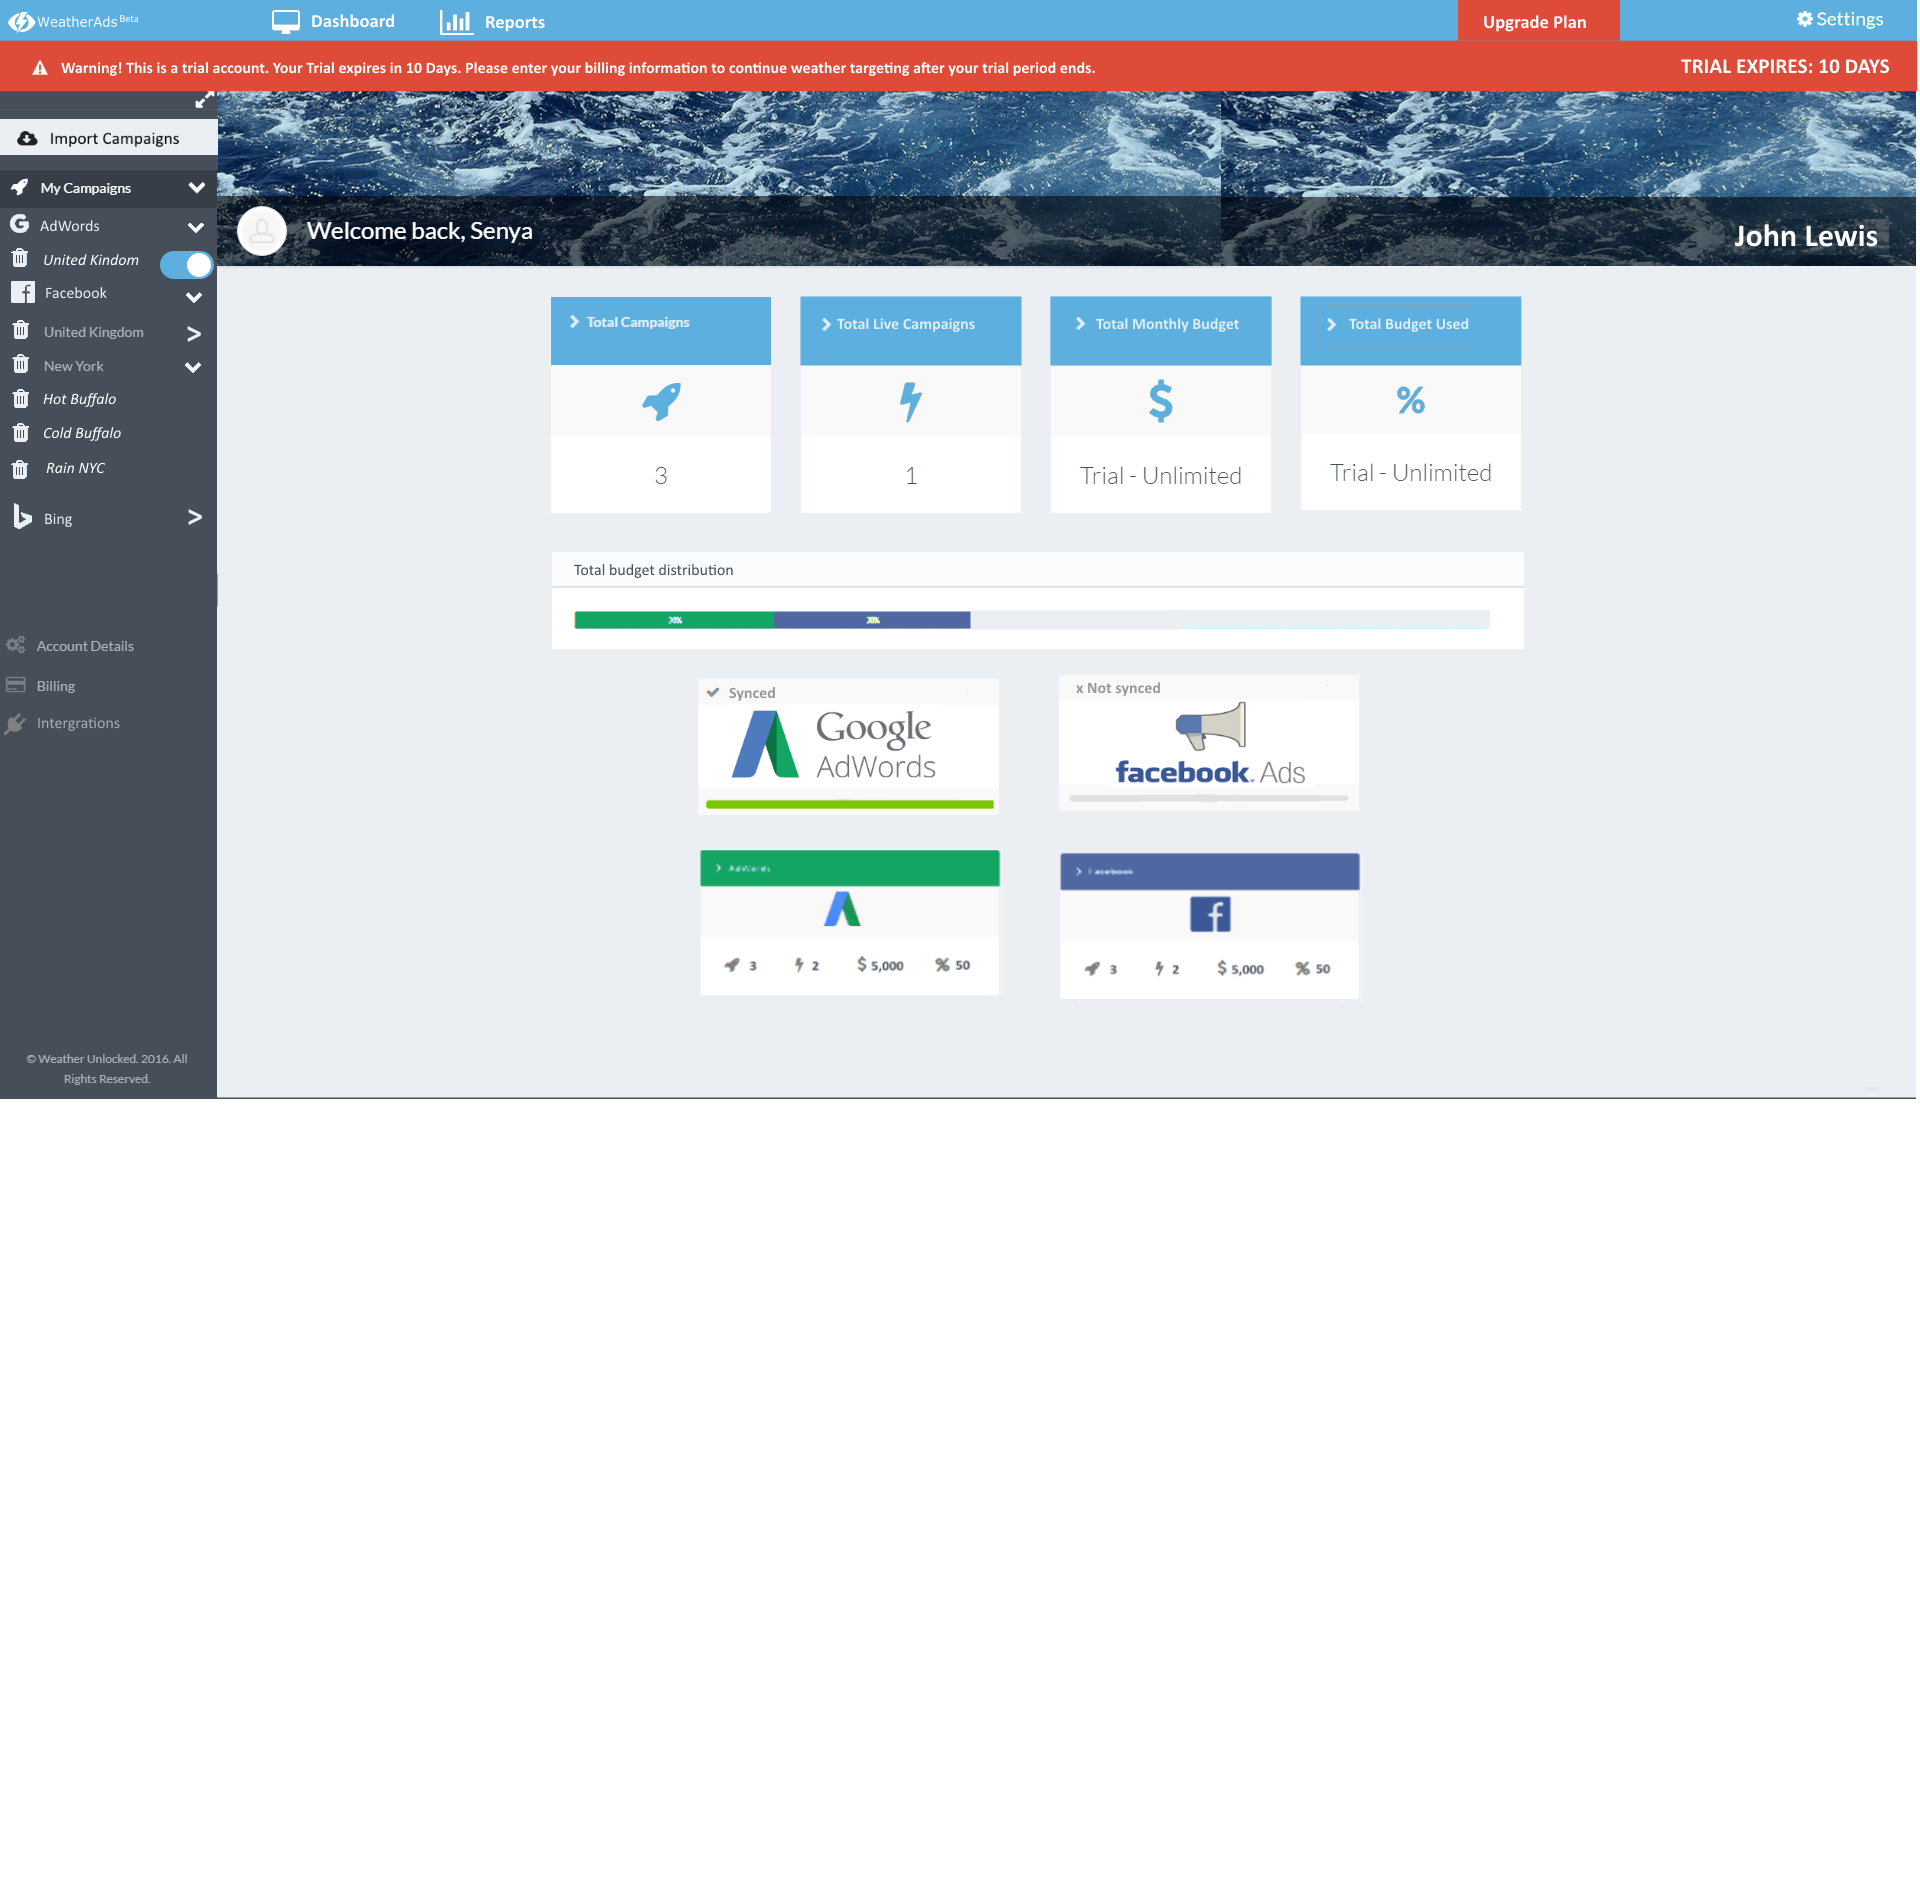 WeatherAds Beta
Dashboard
Reports
Upgrade Plan
Settings
Warning! This is a trial account. Your Trial expires in 10 Days. Please enter your billing information to continue weather targeting after your trial period ends.
TRIAL EXPIRES: 10 DAYS
Import Campaigns
My Campaigns
AdWords
United Kindom
Facebook
United Kingdom
New York
Hot Buffalo
Cold Buffalo
Rain NYC
Bing
Account Details
Billing
Intergrations
© Weather Unlocked. 2016. All
Rights Reserved.
Welcome back, Senya
John Lewis
Total Campaigns
3
Total Live Campaigns
1
Total Monthly Budget
$
Trial - Unlimited
Total Budget Used
%
Trial - Unlimited
Total budget distribution
20% 20%
Synced
Google
AdWords
x Not synced
facebook Ads
AdWords
3 2 $ 5,000 % 50
Facebook
3 2 $ 5,000 % 50